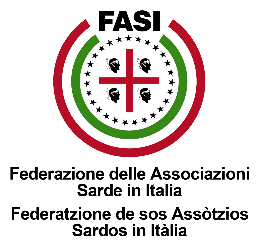 FASI
Federazione delle Associazioni
Sarde in Italia
Federatzione de sos Assòtzios
Sardos in Itàlia